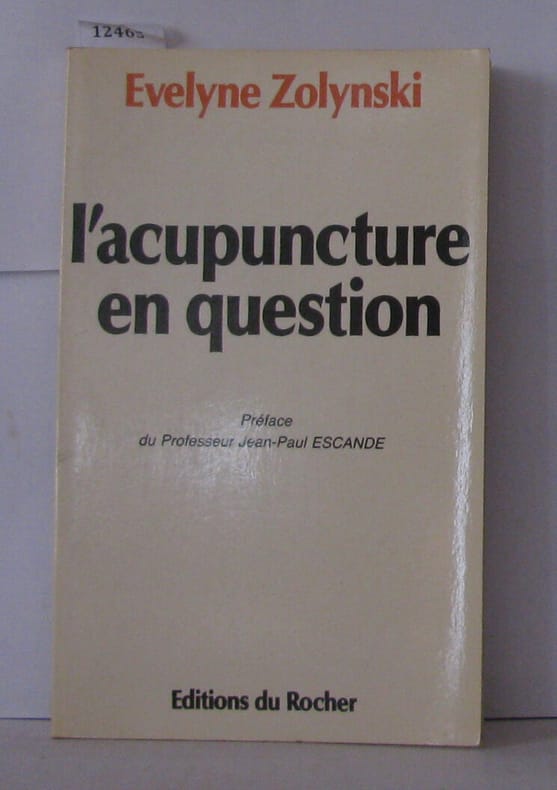 Evelyne Zolynski
l'acupuncture
en question
Préface
du Professeur Jean-Paul ESCANDE
Editions du Rocher